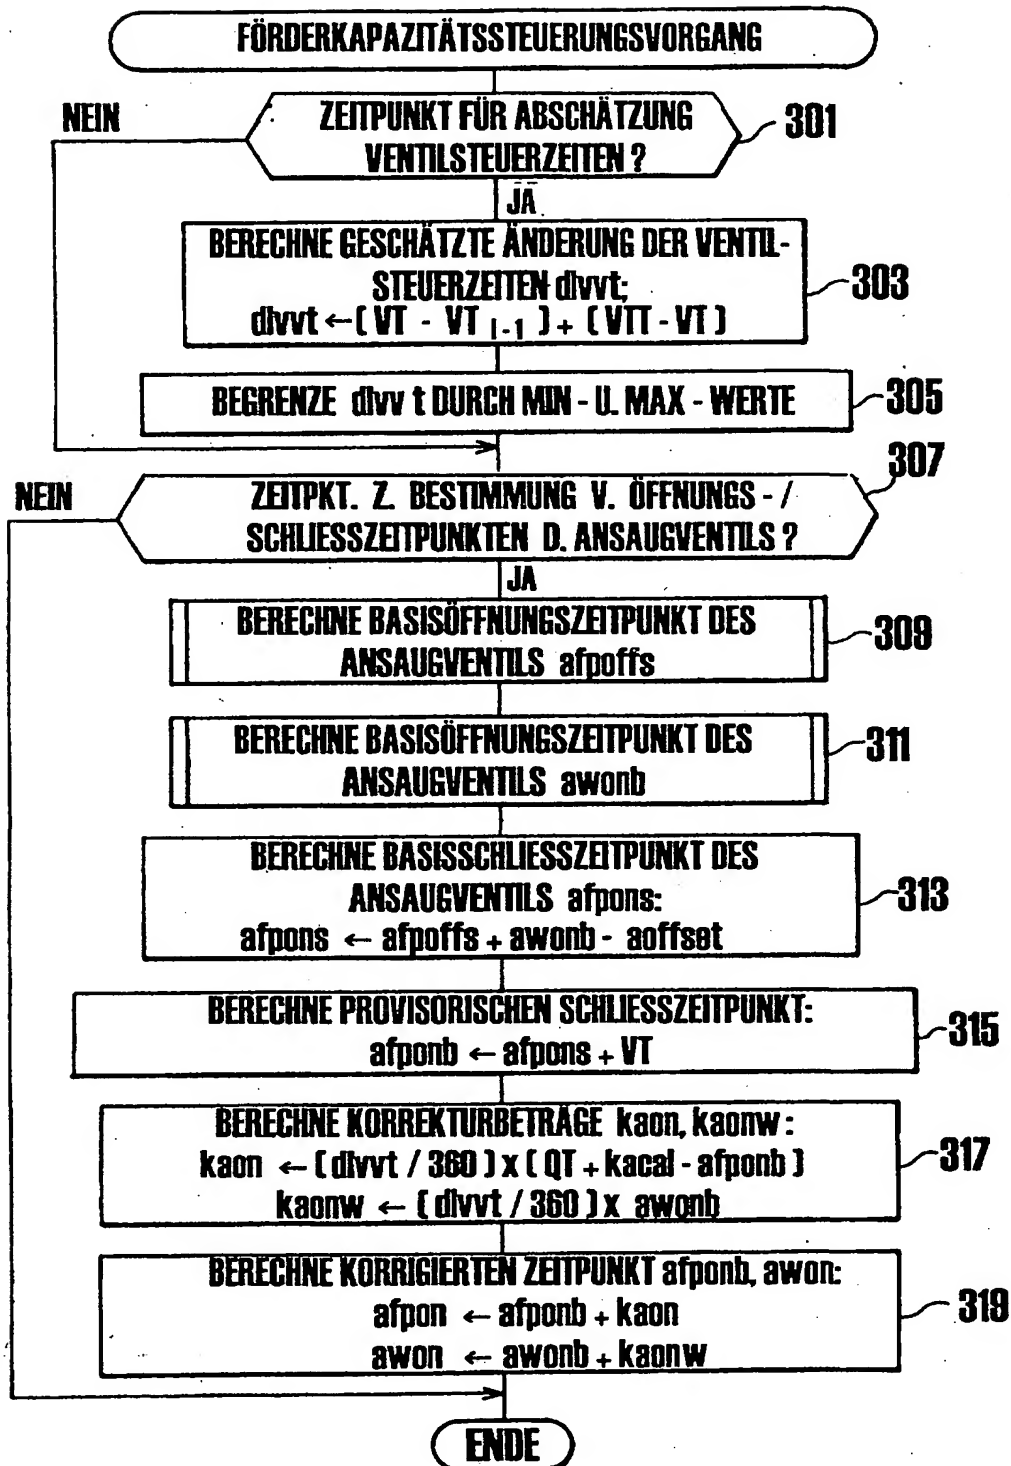 FÖRDERKAPAZITÄTSSTEUERUNGSVORGANG
NEIN
ZEITPUNKT FÜR ABSCHÄTZUNG
VENTILSTEUERZEITEN ?
301
JA
BERECHNE GESCHÄTZTE ÄNDERUNG DER VENTIL-
STEUERZEITEN dlvvt;
dlvvt ← ( VT - VT I-1 ) + ( VTT - VT )
303
BEGRENZE dlvv t DURCH MIN - U. MAX - WERTE
305
307
NEIN
ZEITPKT. Z. BESTIMMUNG V. ÖFFNUNGS - /
SCHLIESSZEITPUNKTEN D. ANSAUGVENTILS ?
JA
BERECHNE BASISÖFFNUNGSZEITPUNKT DES
ANSAUGVENTILS afpoffs
309
BERECHNE BASISÖFFNUNGSZEITPUNKT DES
ANSAUGVENTILS awonb
311
BERECHNE BASISSCHLIESSZEITPUNKT DES
ANSAUGVENTILS afpons:
afpons ← afpoffs + awonb - aoffset
313
BERECHNE PROVISORISCHEN SCHLIESSZEITPUNKT:
afponb ← afpons + VT
315
BERECHNE KORREKTURBETRÄGE kaon, kaonw :
kaon ← ( dlvvt / 360 ) x ( QT + kacal - afponb )
kaonw ← ( dlvvt / 360 ) x awonb
317
BERECHNE KORRIGIERTEN ZEITPUNKT afponb, awon:
afpon ← afponb + kaon
awon ← awonb + kaonw
319
ENDE